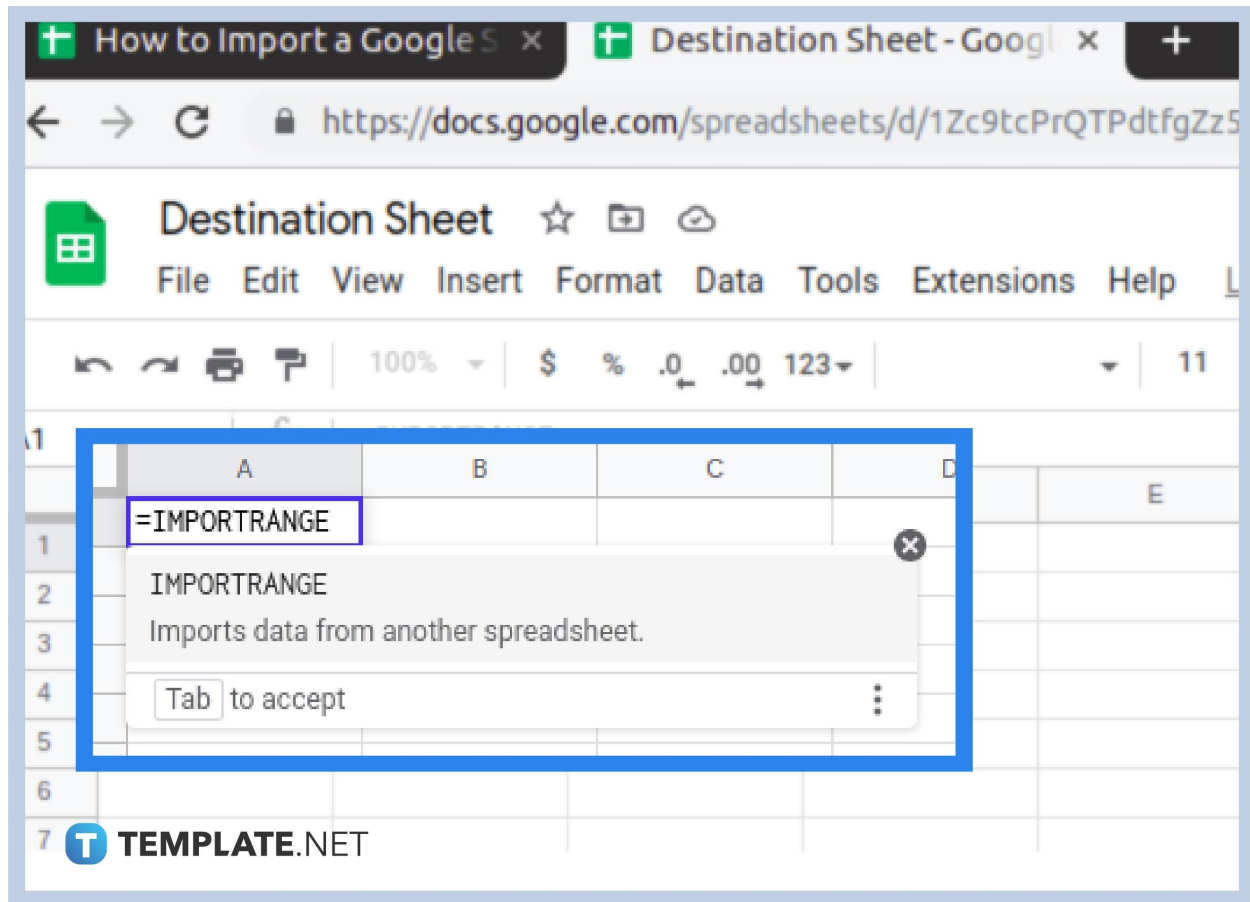 How to Import a Google S × Destination Sheet - Googl × +
https://docs.google.com/spreadsheets/d/1Zc9tcPrQTPdtfgZz5
Destination Sheet
File Edit View Insert Format Data Tools Extensions Help
100% $ % .0 .00 123 11
A1
A B C D E
=IMPORTRANGE
1
IMPORTRANGE
2
Imports data from another spreadsheet.
3
4 Tab to accept
5
6
7 T TEMPLATE.NET